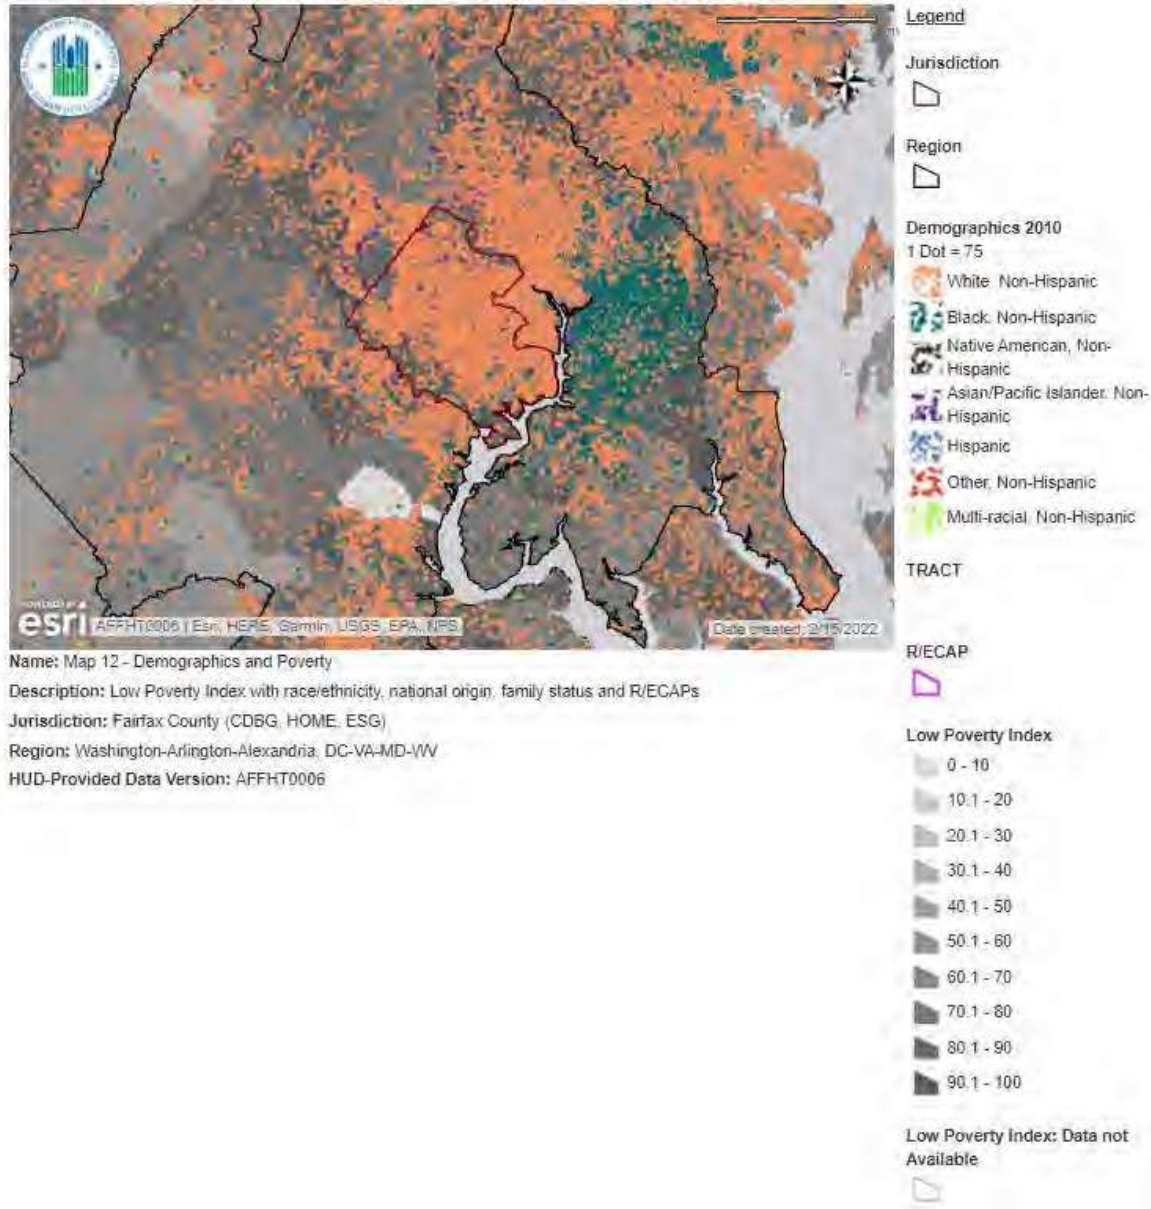 Legend
Jurisdiction
Region
Demographics 2010
1 Dot = 75
White, Non-Hispanic
Black, Non-Hispanic
Native American, Non-
Hispanic
Asian/Pacific Islander, Non-
Hispanic
Hispanic
Other, Non-Hispanic
Multi-racial, Non-Hispanic
TRACT
R/ECAP
Low Poverty Index
0 - 10
10.1 - 20
20.1 - 30
30.1 - 40
40.1 - 50
50.1 - 60
60.1 - 70
70.1 - 80
80.1 - 90
90.1 - 100
Low Poverty Index: Data not
Available
POWERED BY
esri
AFFHT0006 | Esri, HERE, Garmin, USGS, EPA, NPS
Date created: 2/15/2022
Name: Map 12 - Demographics and Poverty
Description: Low Poverty Index with race/ethnicity, national origin, family status and R/ECAPs
Jurisdiction: Fairfax County (CDBG, HOME, ESG)
Region: Washington-Arlington-Alexandria, DC-VA-MD-WV
HUD-Provided Data Version: AFFHT0006